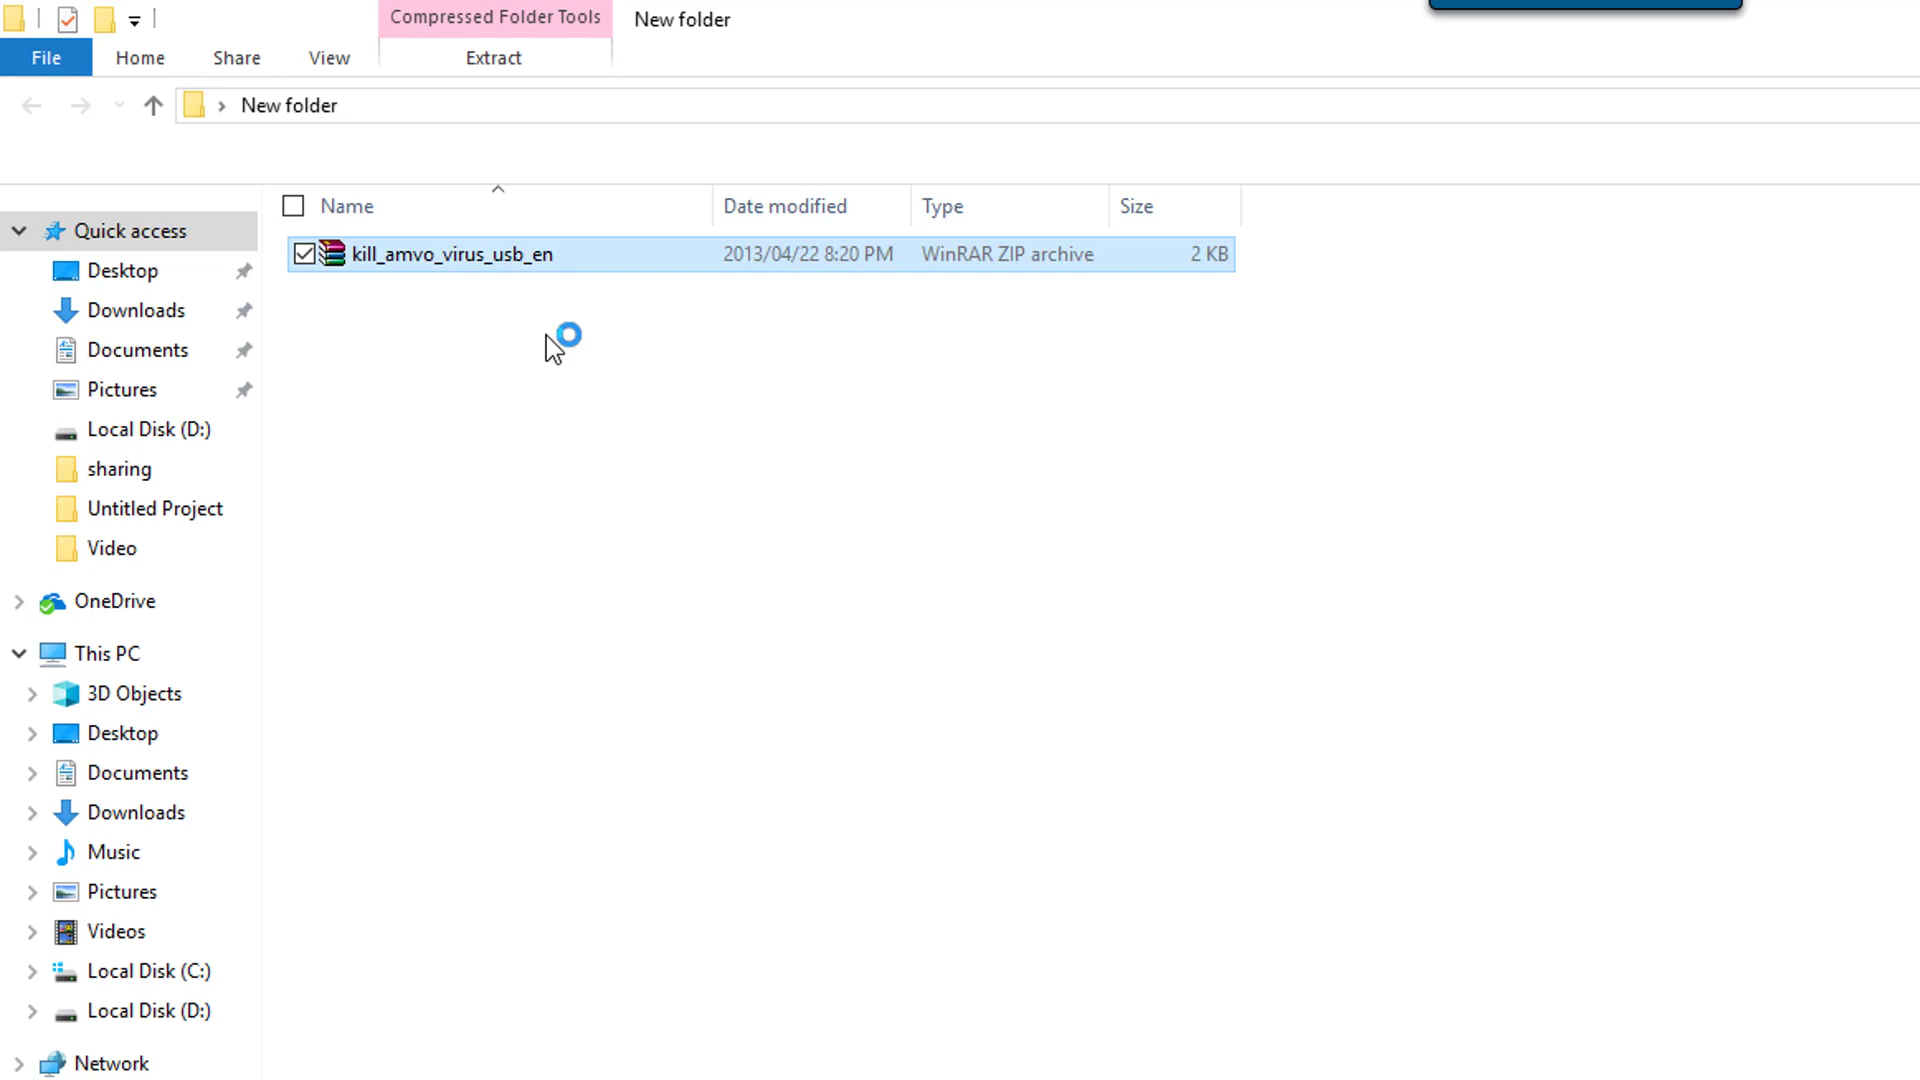 Compressed Folder Tools
New folder
File
Home
Share
View
Extract
New folder
Name
Date modified
Type
Size
kill_amvo_virus_usb_en
2013/04/22 8:20 PM
WinRAR ZIP archive
2 KB
Quick access
Desktop
Downloads
Documents
Pictures
Local Disk (D:)
sharing
Untitled Project
Video
OneDrive
This PC
3D Objects
Desktop
Documents
Downloads
Music
Pictures
Videos
Local Disk (C:)
Local Disk (D:)
Network